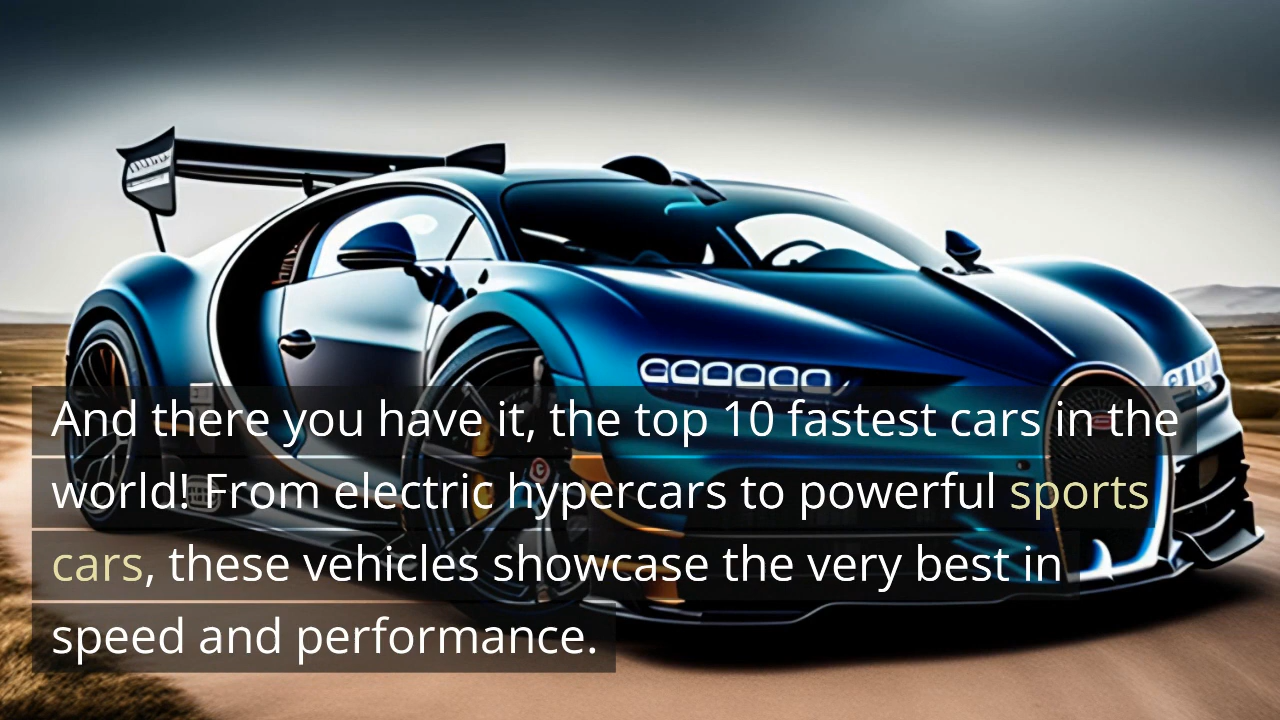 And there you have it, the top 10 fastest cars in the
world! From electric hypercars to powerful sports
cars, these vehicles showcase the very best in
speed and performance.